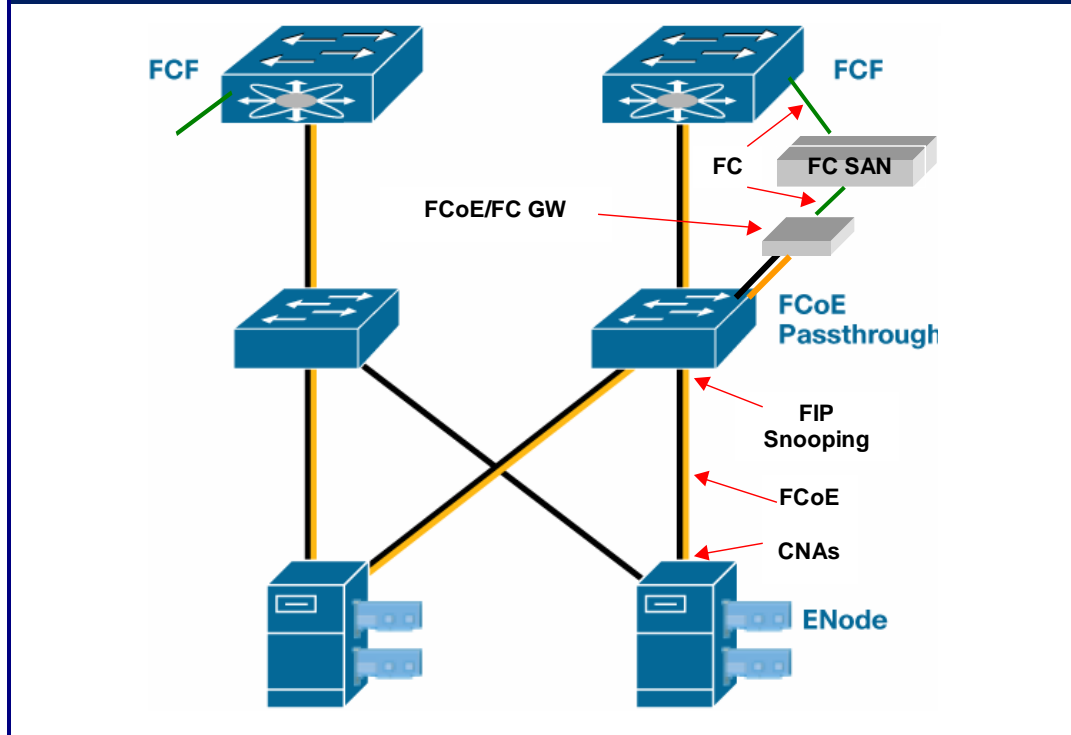 FCF
FCF
FC
FC SAN
FCoE/FC GW
FCoE
Passthrough
FIP
Snooping
FCoE
CNAs
ENode